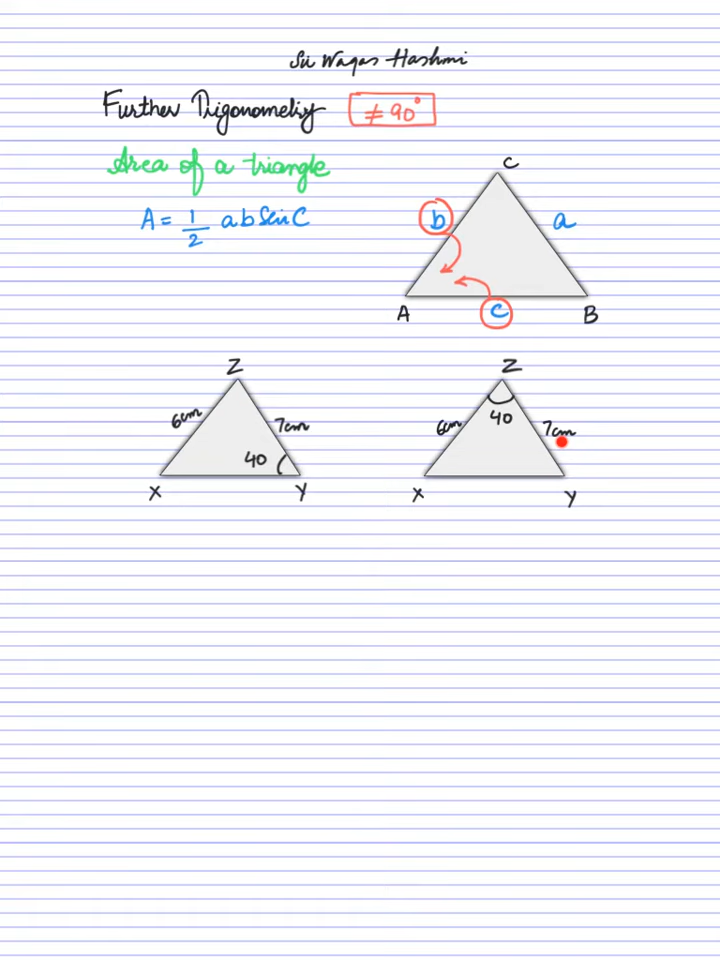 Sir Waqas Hashmi
Further Trigonometry ≠ 90°
Area of a triangle
A = 1/2 ab Sin C
C
b
a
A
c
B
Z
6cm
7cm
40
X
Y
Z
40
6cm
7cm
X
Y